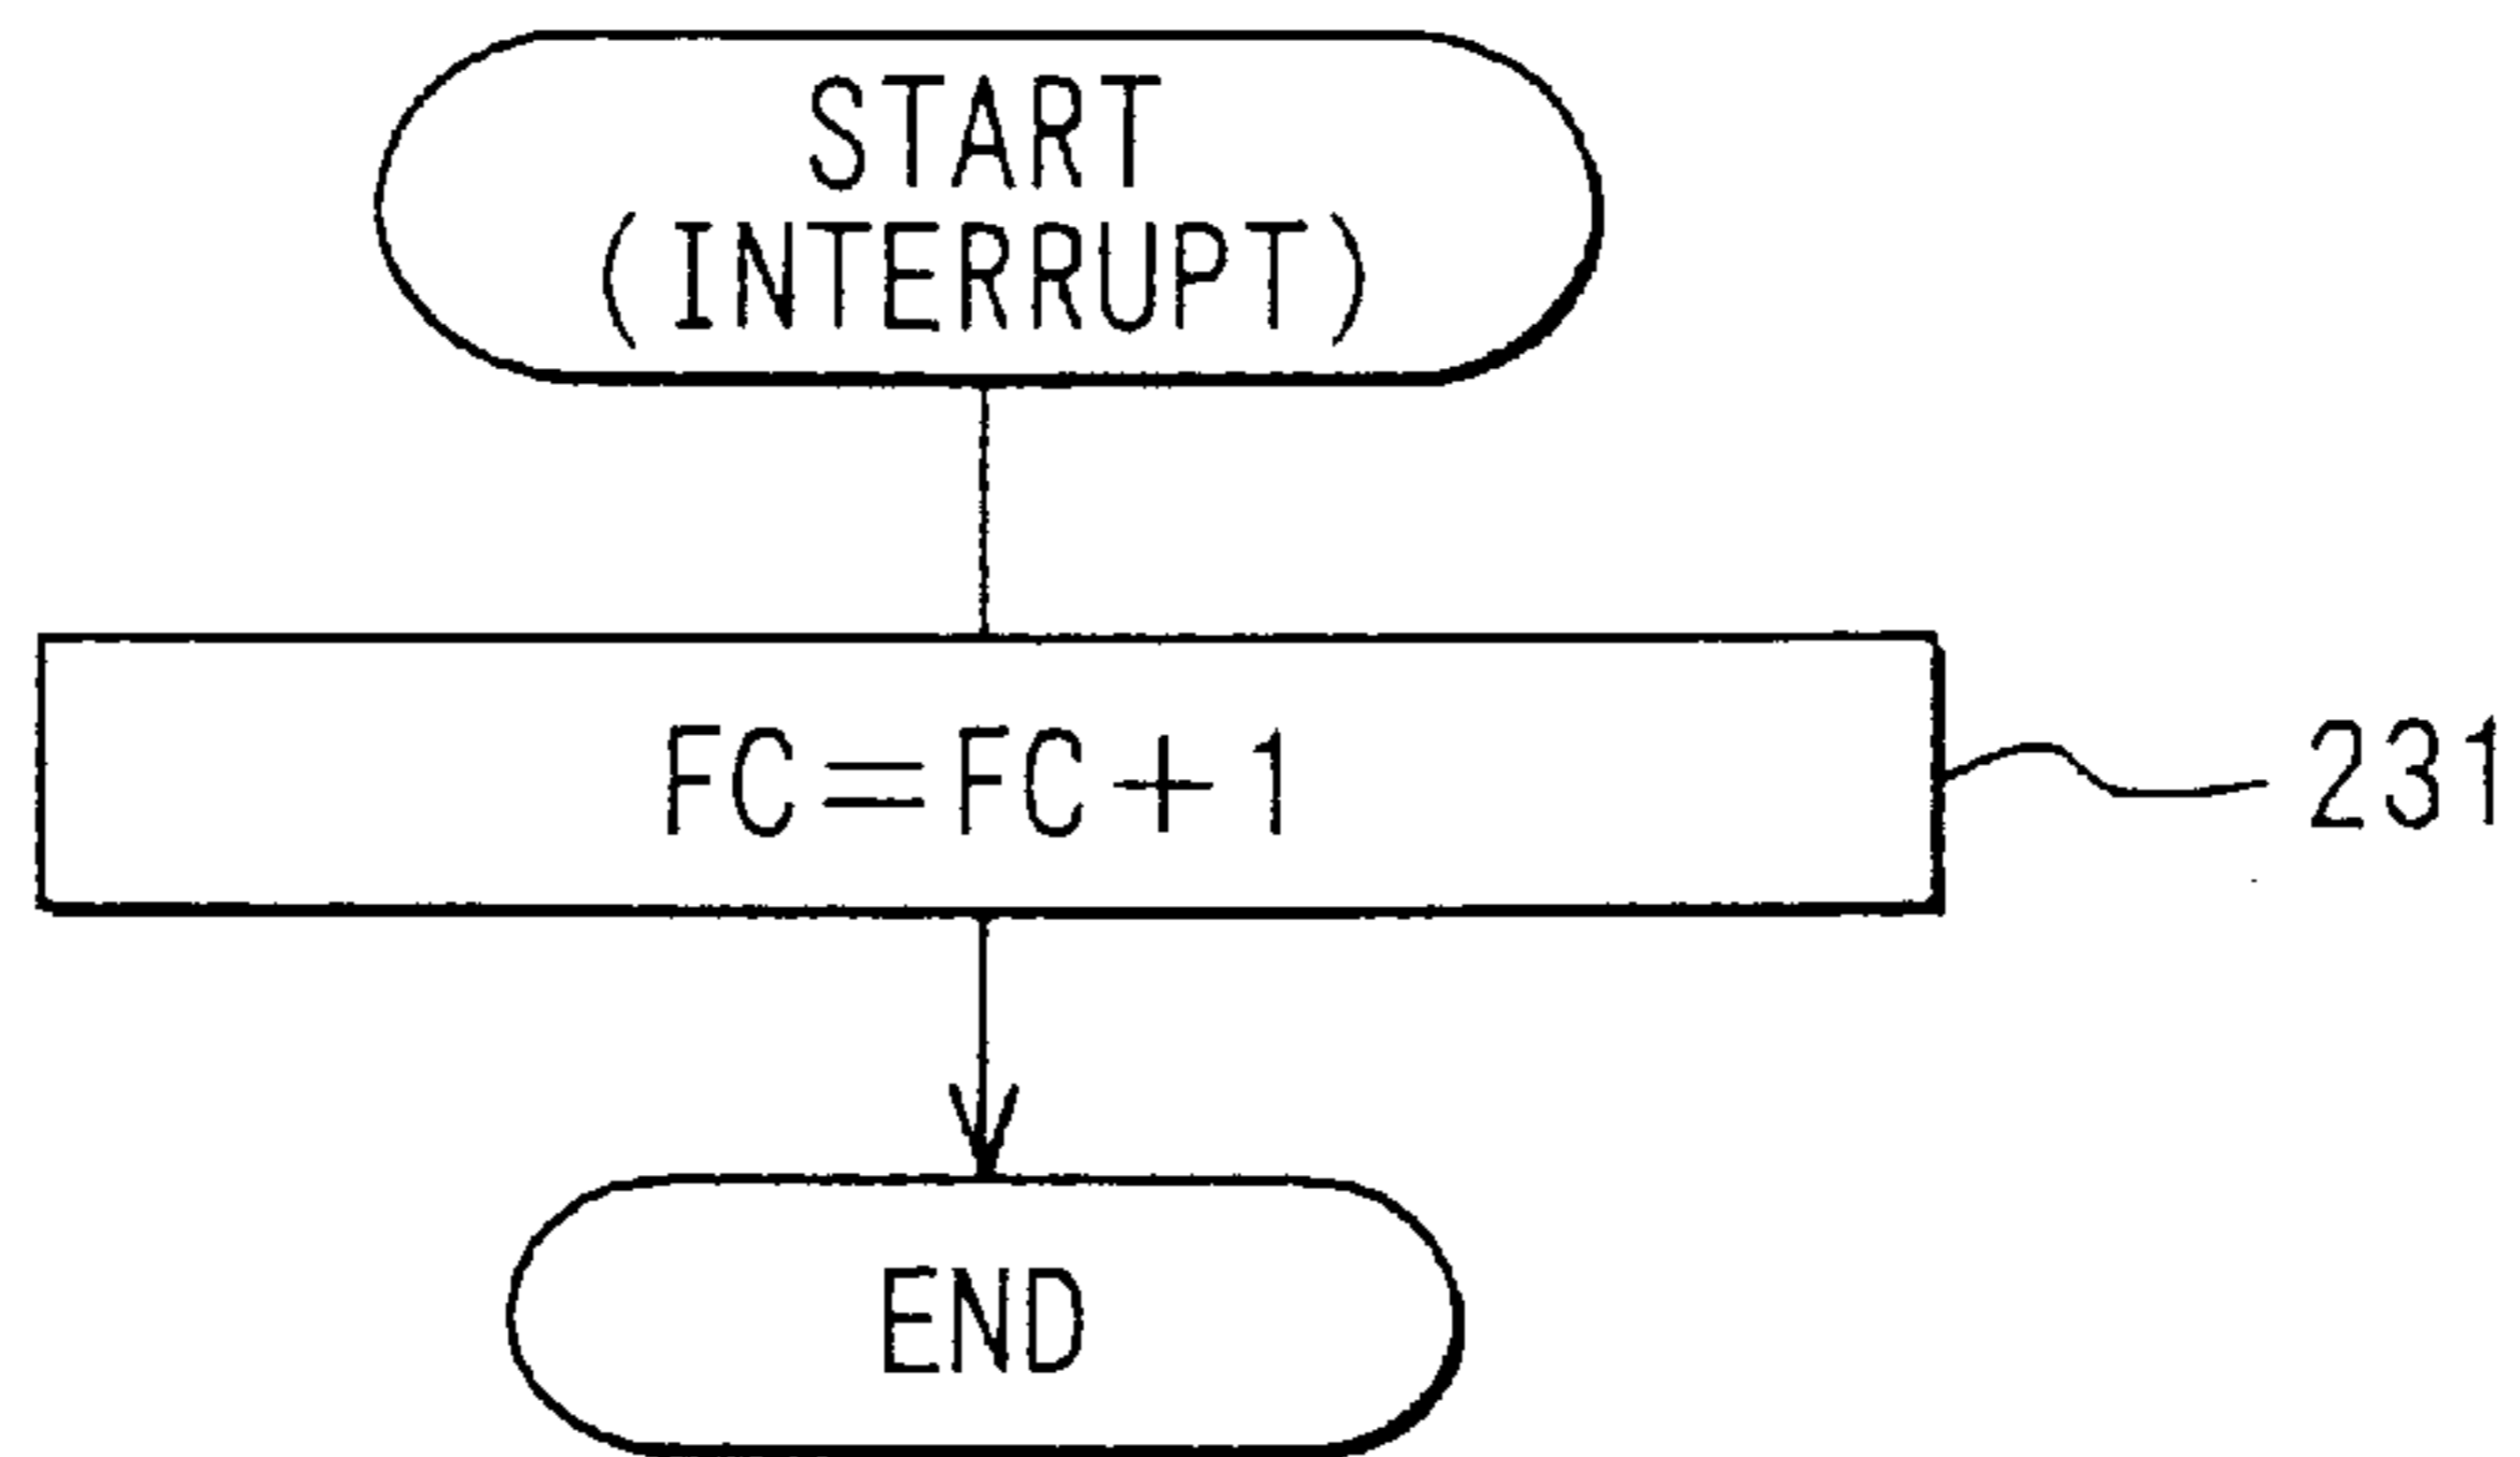 START
(INTERRUPT)
FC=FC+1
231
END